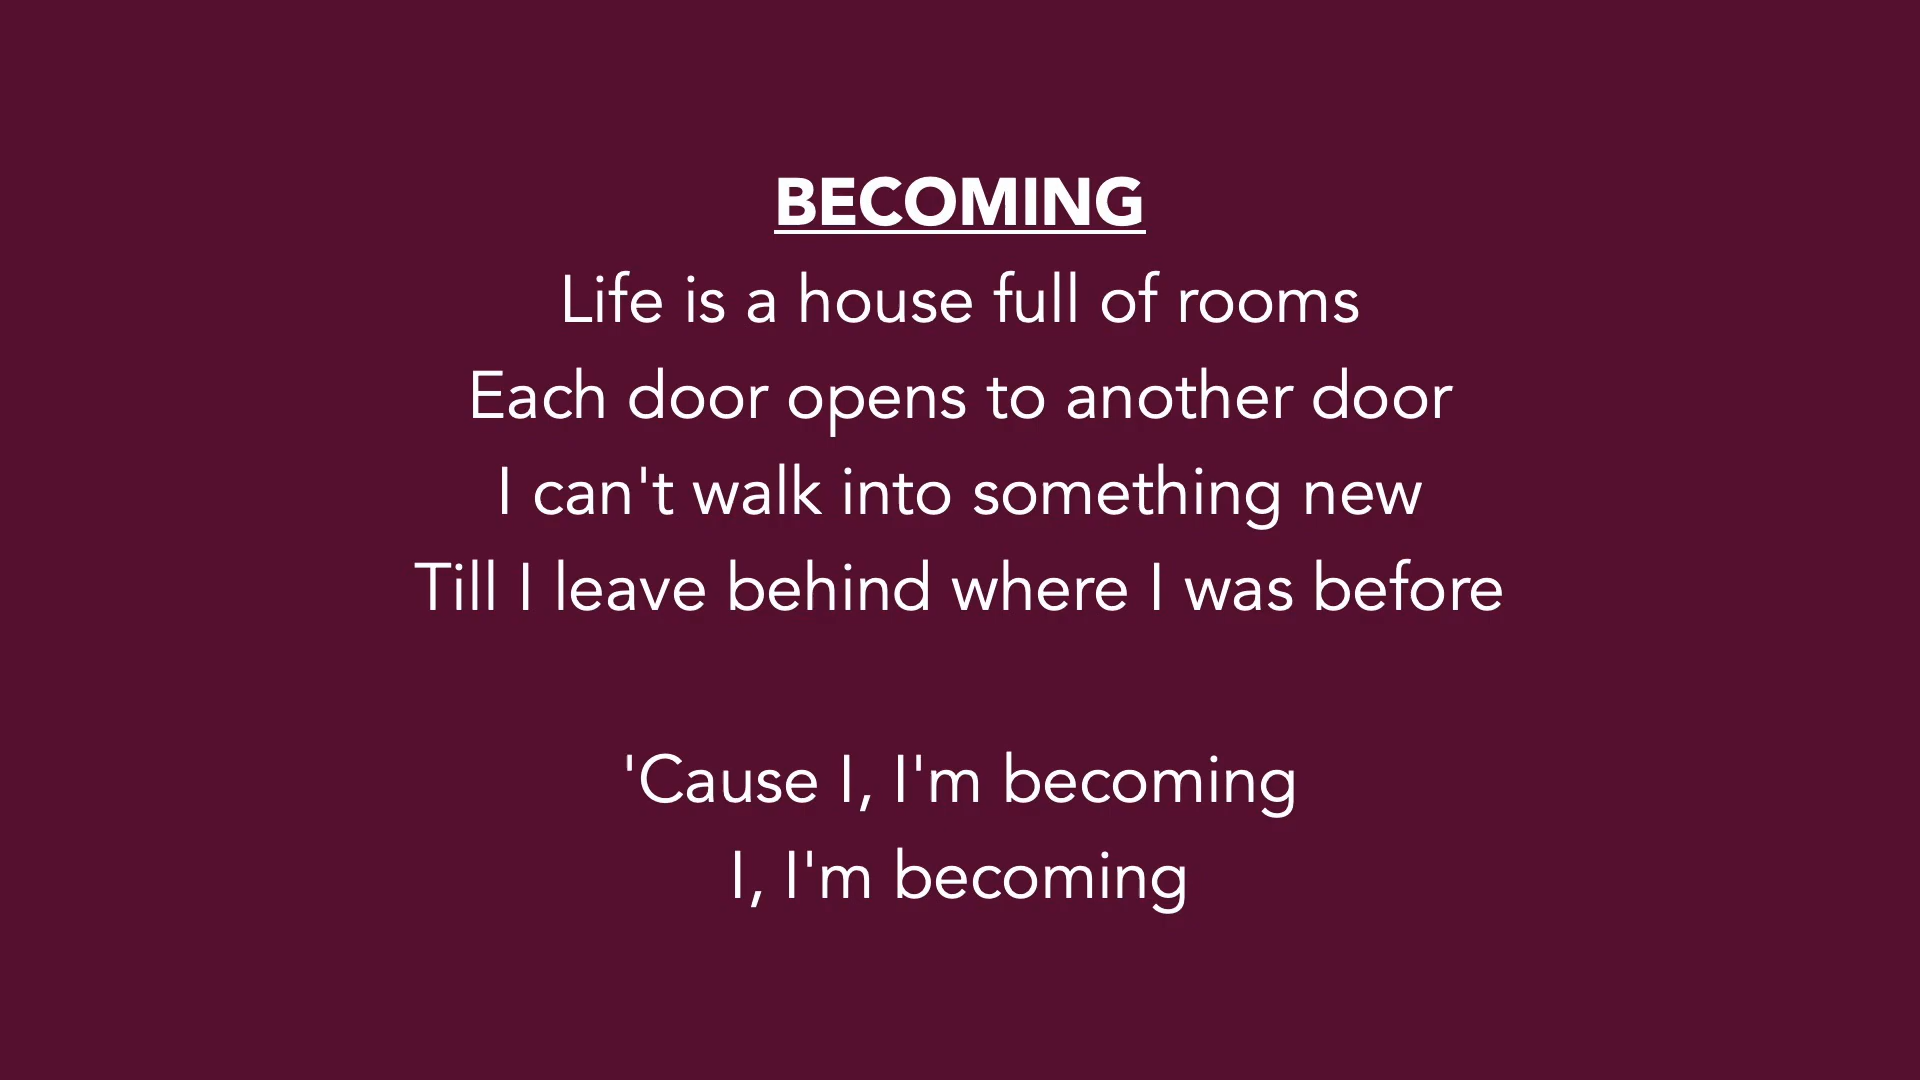 BECOMING
Life is a house full of rooms
Each door opens to another door
I can't walk into something new
Till I leave behind where I was before
'Cause I, I'm becoming
I, I'm becoming